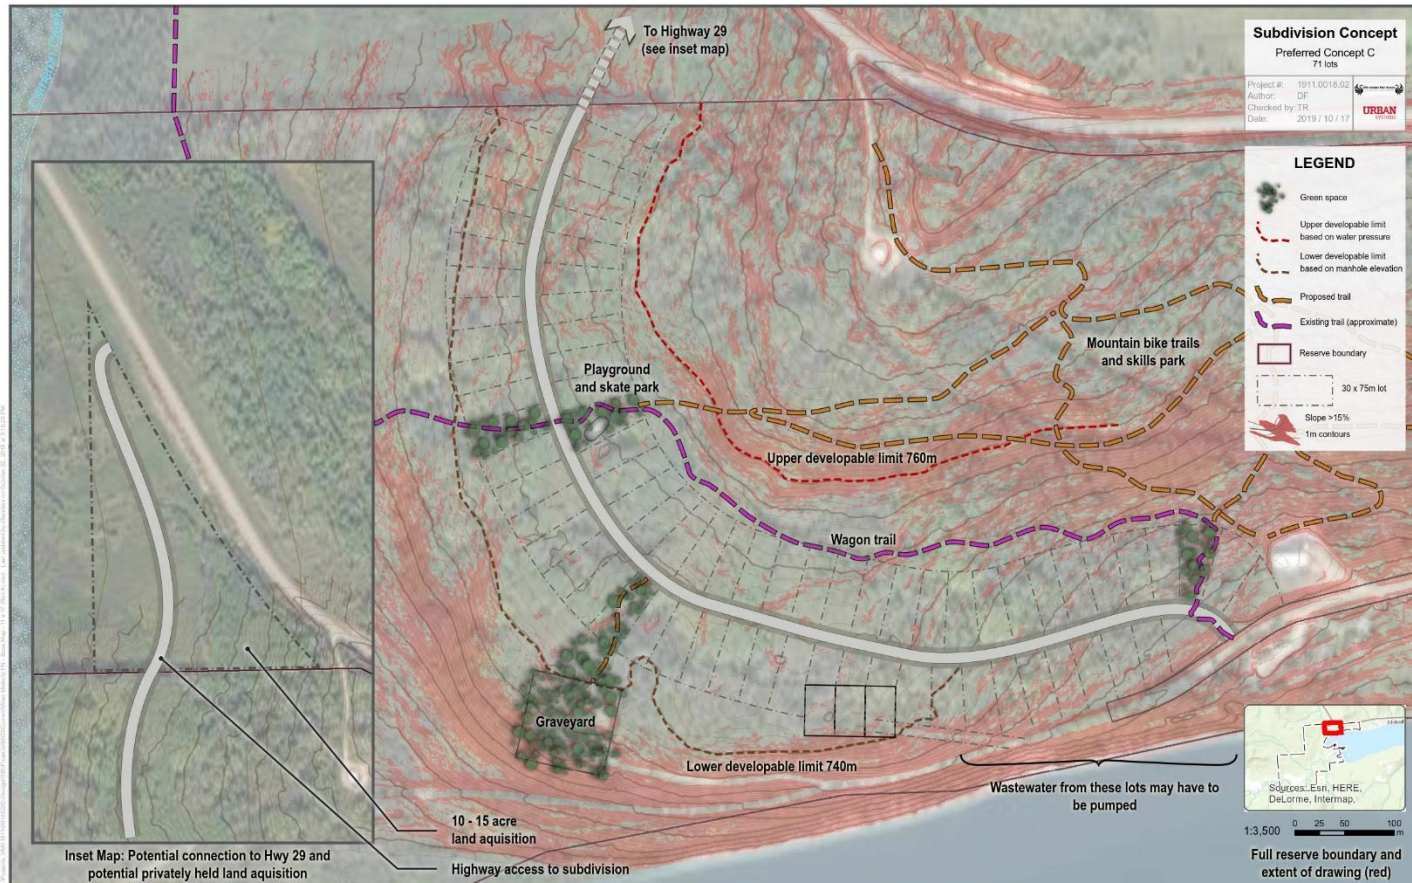 To Highway 29
(see inset map)
Subdivision Concept
Preferred Concept C
71 lots
Project #: 1911.0018.02
Author: DF
Checked by: TR
Date: 2019 / 10 / 17
URBAN
LEGEND
Green space
Upper developable limit
based on water pressure
Lower developable limit
based on manhole elevation
Proposed trail
Existing trail (approximate)
Reserve boundary
30 x 75m lot
Slope >15%
1m contours
Mountain bike trails
and skills park
Playground
and skate park
Upper developable limit 760m
Wagon trail
Graveyard
Lower developable limit 740m
Wastewater from these lots may have to
be pumped
10 - 15 acre
land aquisition
Highway access to subdivision
Inset Map: Potential connection to Hwy 29 and
potential privately held land aquisition
Sources: Esri, HERE,
DeLorme, Intermap,
1:3,500
0 25 50 100
m
Full reserve boundary and
extent of drawing (red)